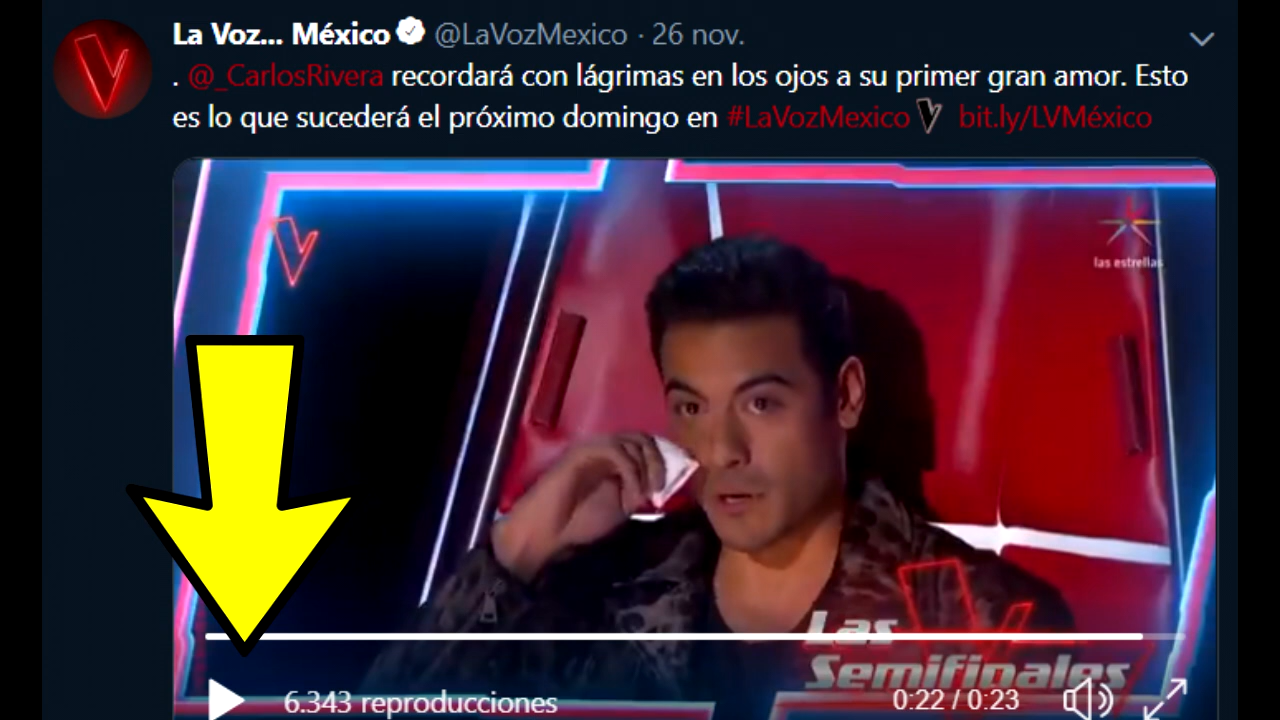 La Voz... México @LaVozMexico · 26 nov.
. @_CarlosRivera recordará con lágrimas en los ojos a su primer gran amor. Esto
es lo que sucederá el próximo domingo en #LaVozMexico bit.ly/LVMéxico
las estrellas
Las
Semifinales
6.343 reproducciones 0:22 / 0:23